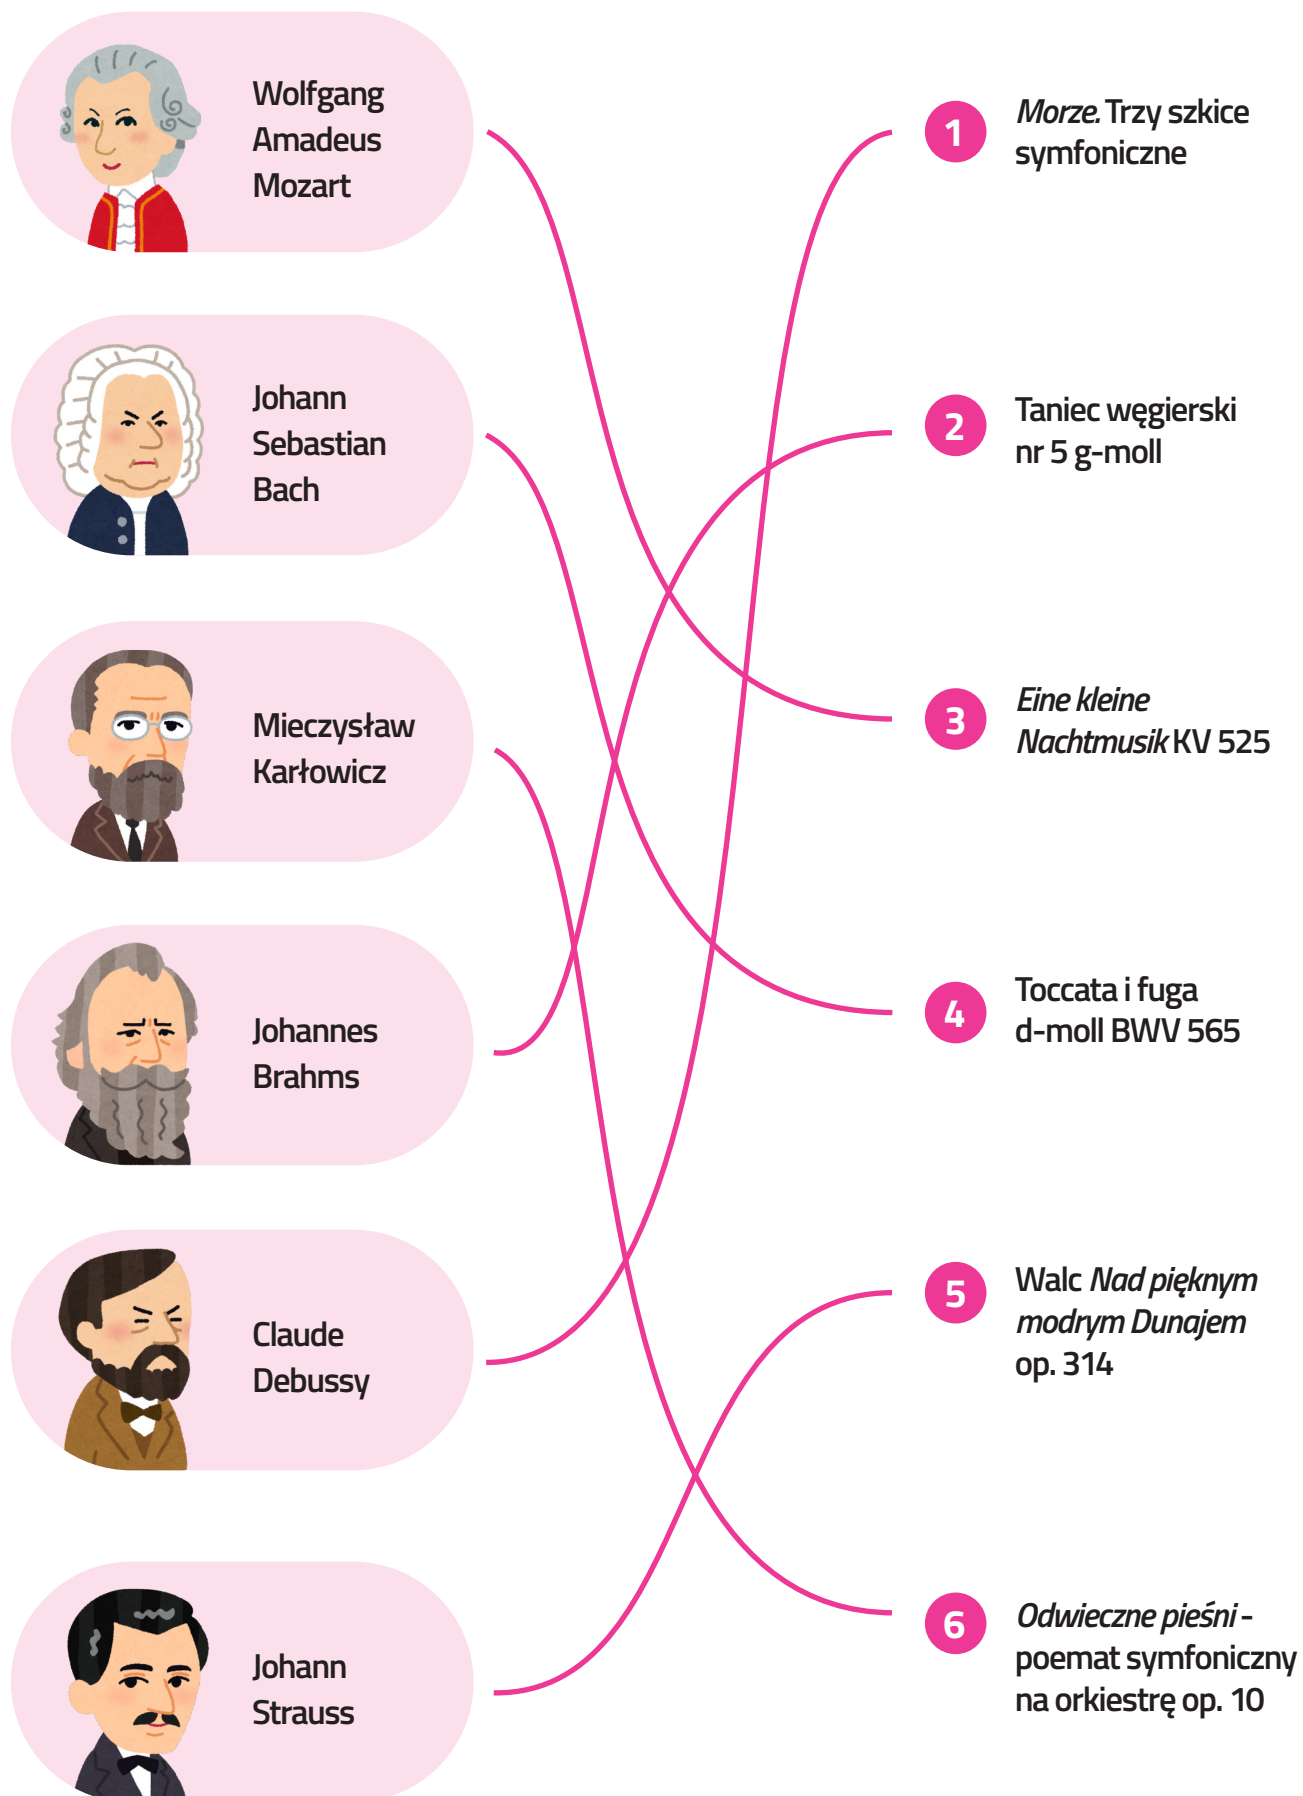 Wolfgang
Amadeus
Mozart
Johann
Sebastian
Bach
Mieczysław
Karłowicz
Johannes
Brahms
Claude
Debussy
Johann
Strauss
1
Morze. Trzy szkice
symfoniczne
2
Taniec węgierski
nr 5 g-moll
3
Eine kleine
Nachtmusik KV 525
4
Toccata i fuga
d-moll BWV 565
5
Walc Nad pięknym
modrym Dunajem
op. 314
6
Odwieczne pieśni -
poemat symfoniczny
na orkiestrę op. 10